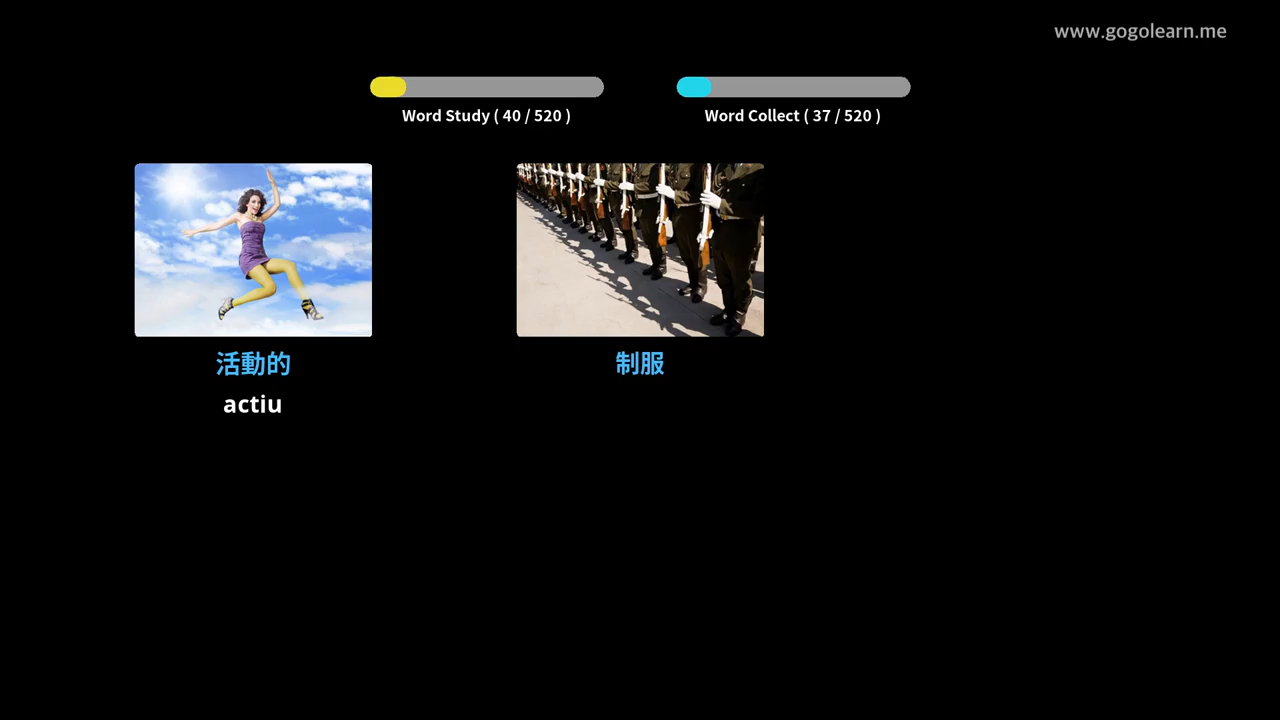 www.gogolearn.me
Word Study ( 40 / 520 )
Word Collect ( 37 / 520 )
活動的
制服
actiu